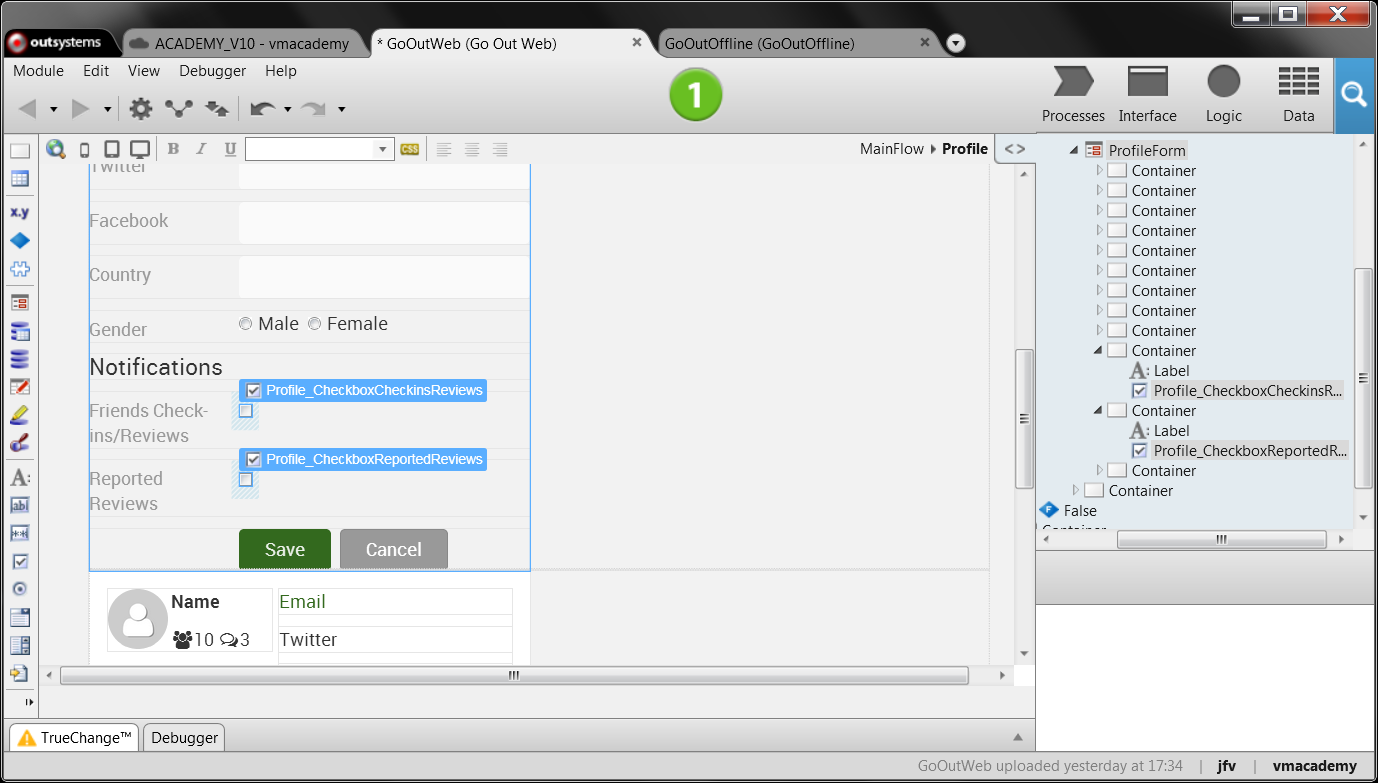 outsystems
ACADEMY_V10 - vmacademy
* GoOutWeb (Go Out Web)
GoOutOffline (GoOutOffline)
Module Edit View Debugger Help
1
Processes
Interface
Logic
Data
B I U
CSS
MainFlow Profile
<>
Twitter
Facebook
Country
Gender
Male Female
Notifications
Profile_CheckboxCheckinsReviews
Friends Check-
ins/Reviews
Profile_CheckboxReportedReviews
Reported
Reviews
Save Cancel
Name
10 3
Email
Twitter
x.y
A:
ab
ProfileForm
Container
Container
Container
Container
Container
Container
Container
Container
Container
Container
A: Label
Profile_CheckboxCheckinsR...
Container
A: Label
Profile_CheckboxReportedR...
Container
Container
F False
Container
TrueChange™ Debugger
GoOutWeb uploaded yesterday at 17:34 | jfv | vmacademy